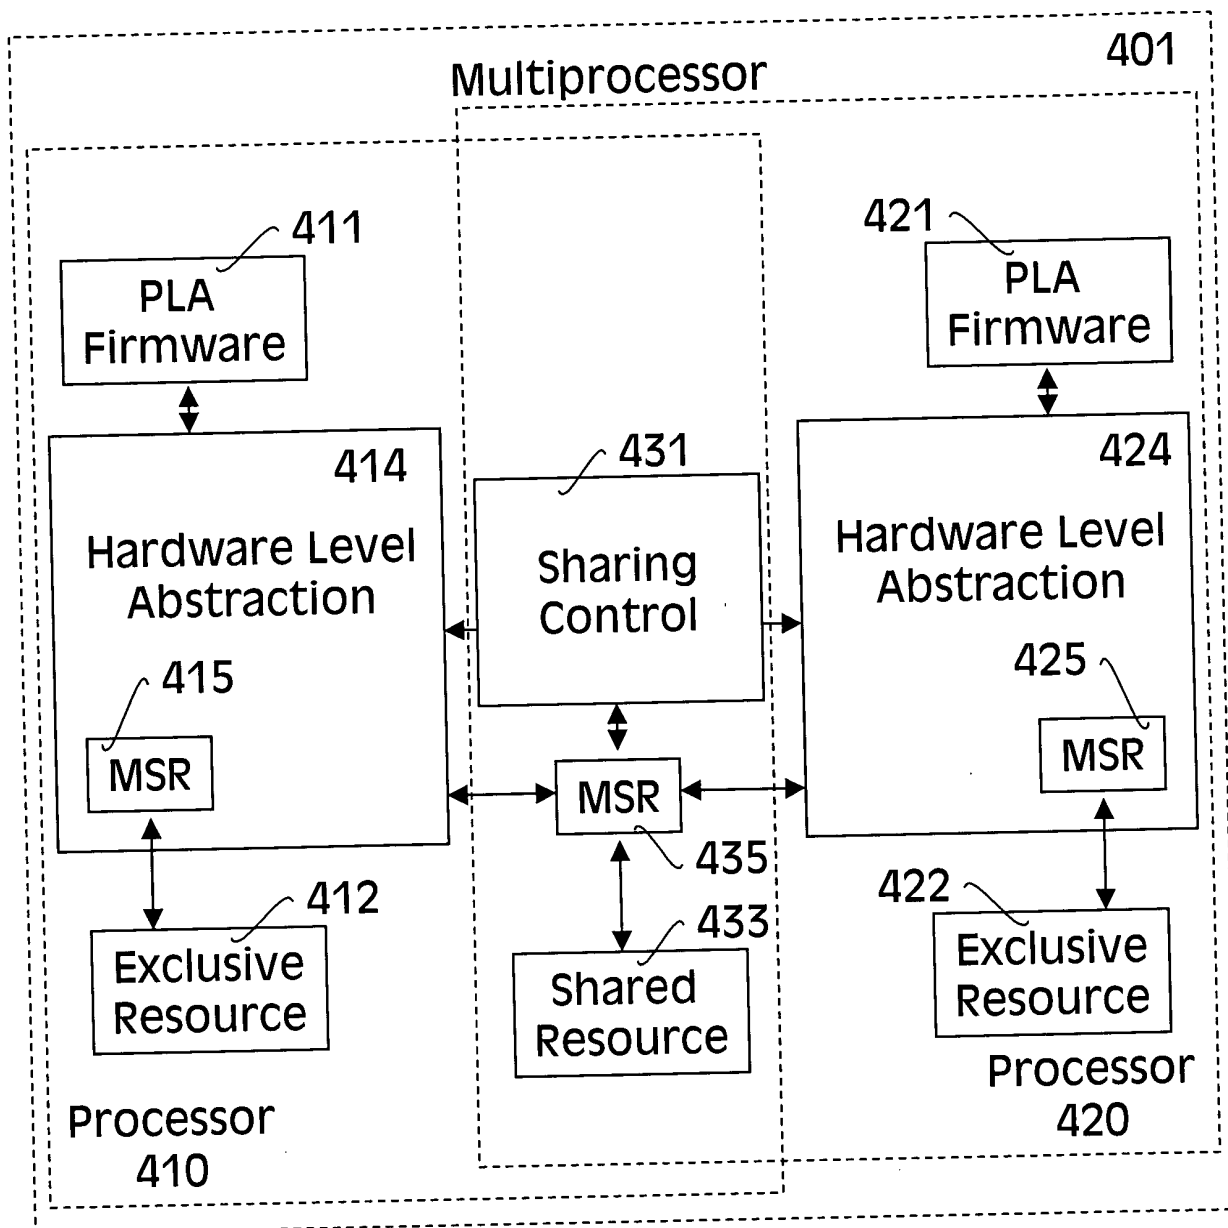 401
Multiprocessor
411
PLA
Firmware
421
PLA
Firmware
414
Hardware Level
Abstraction
415
MSR
431
Sharing
Control
424
Hardware Level
Abstraction
425
MSR
MSR
435
412
Exclusive
Resource
433
Shared
Resource
422
Exclusive
Resource
Processor
410
Processor
420